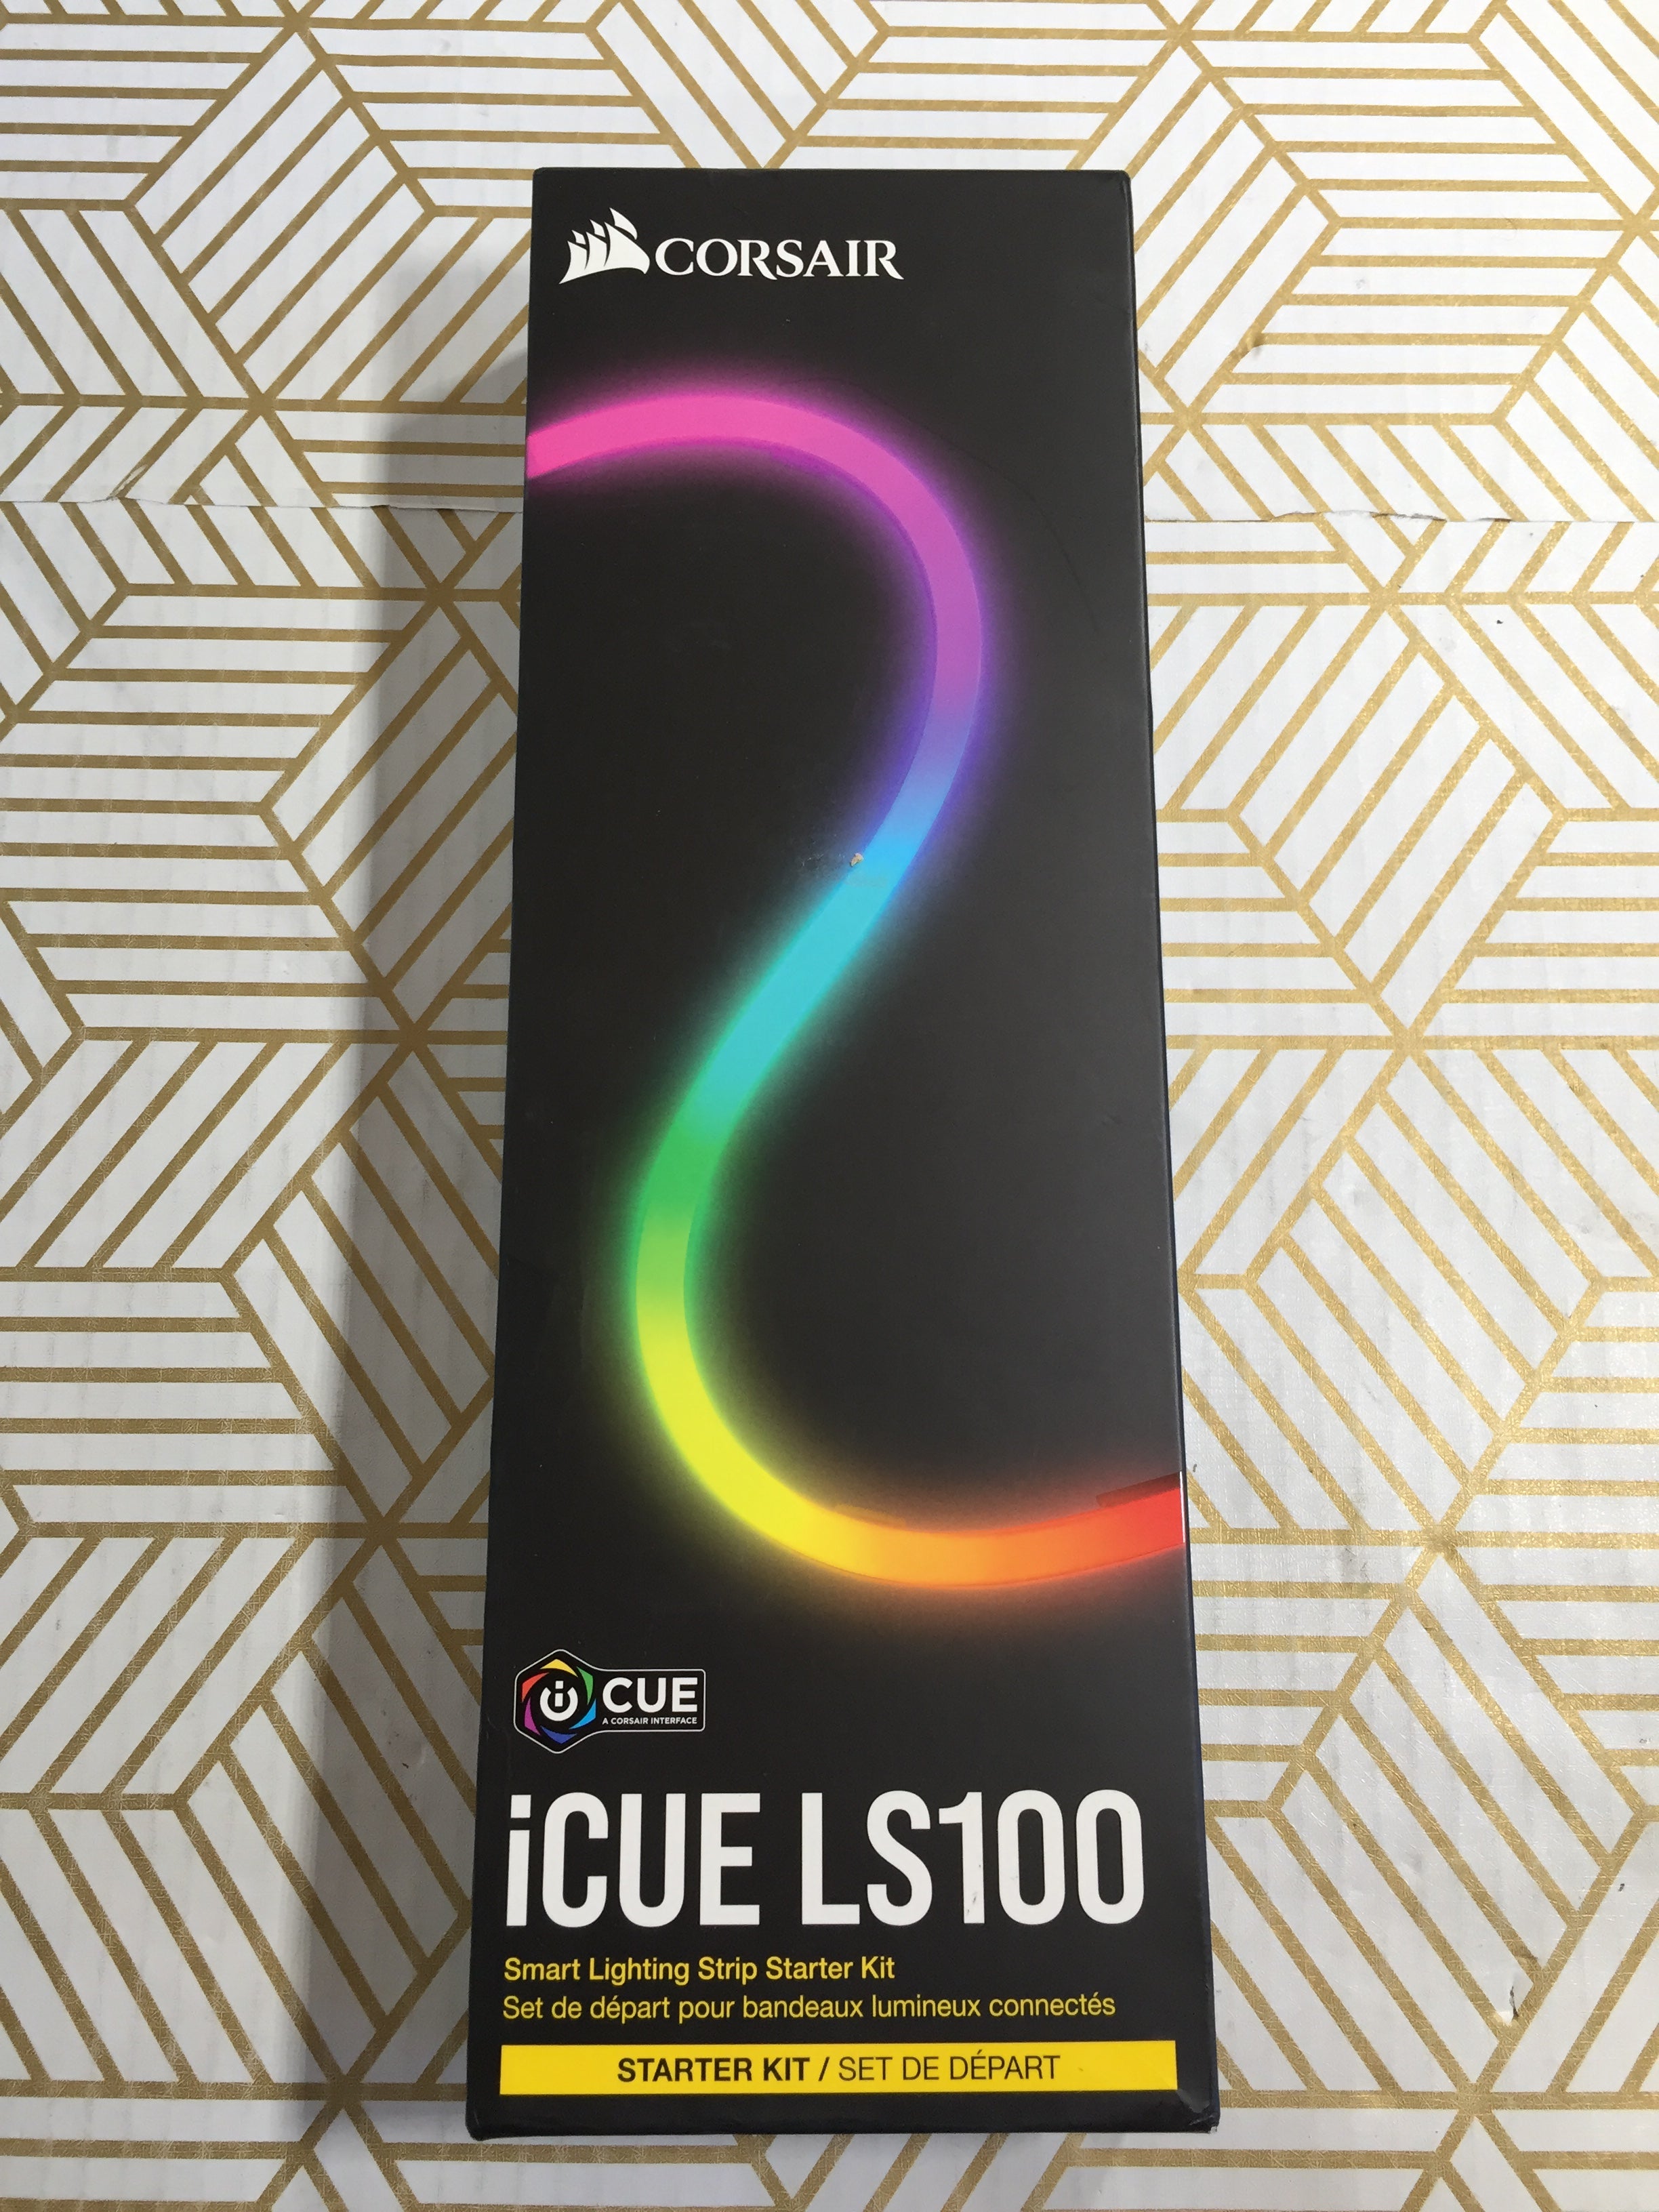 CORSAIR
i CUE
A CORSAIR INTERFACE
iCUE LS100
Smart Lighting Strip Starter Kit
Set de départ pour bandeaux lumineux connectés
STARTER KIT / SET DE DÉPART